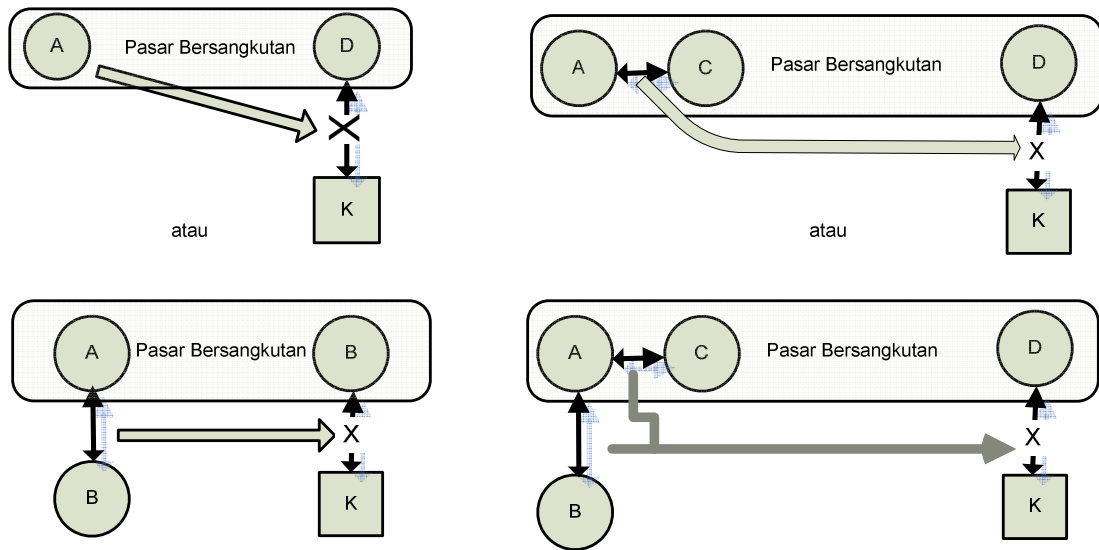 A Pasar Bersangkutan D
X
K
atau
A C Pasar Bersangkutan D
X
K
atau
A Pasar Bersangkutan B
X
B
K
A C Pasar Bersangkutan D
X
B
K